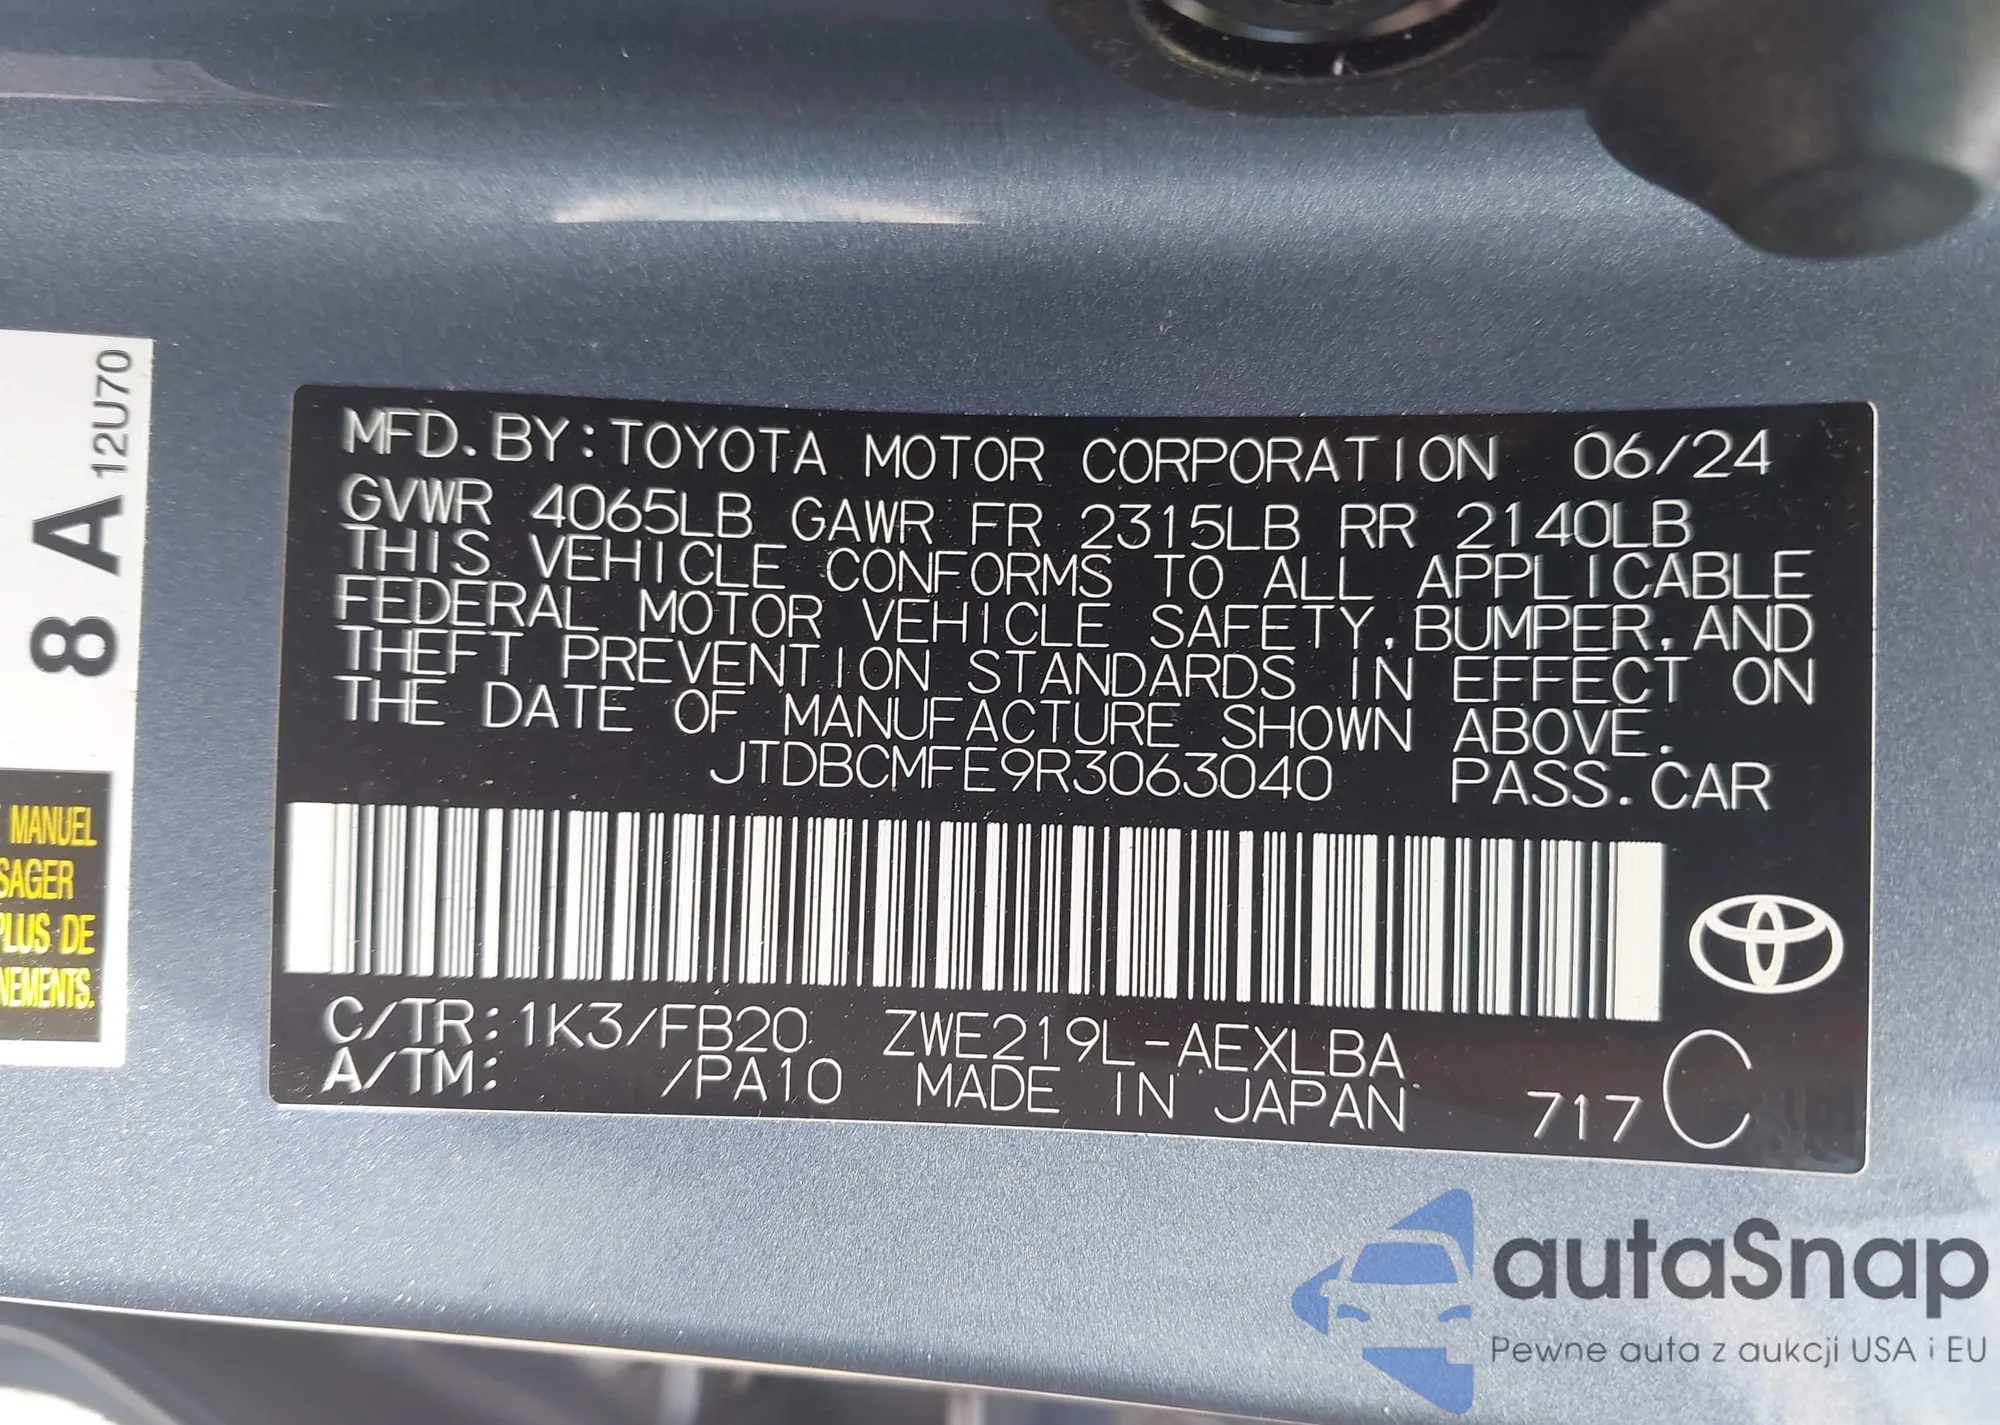 MFD. BY:TOYOTA MOTOR CORPORATION 06/24
GVWR 4065LB GAWR FR 2315LB RR 2140LB
THIS VEHICLE CONFORMS TO ALL APPLICABLE
FEDERAL MOTOR VEHICLE SAFETY, BUMPER, AND
THEFT PREVENTION STANDARDS IN EFFECT ON
THE DATE OF MANUFACTURE SHOWN ABOVE.
JTDBCMFE9R3063040 PASS. CAR
C/TR: 1K3/FB20 ZWE219L-AEXLBA
A/TM: /PA10 MADE IN JAPAN 717 C
8 A 12U70
MANUEL
PLUS DE
autaSnap
Pewne auta z aukcji USA i EU